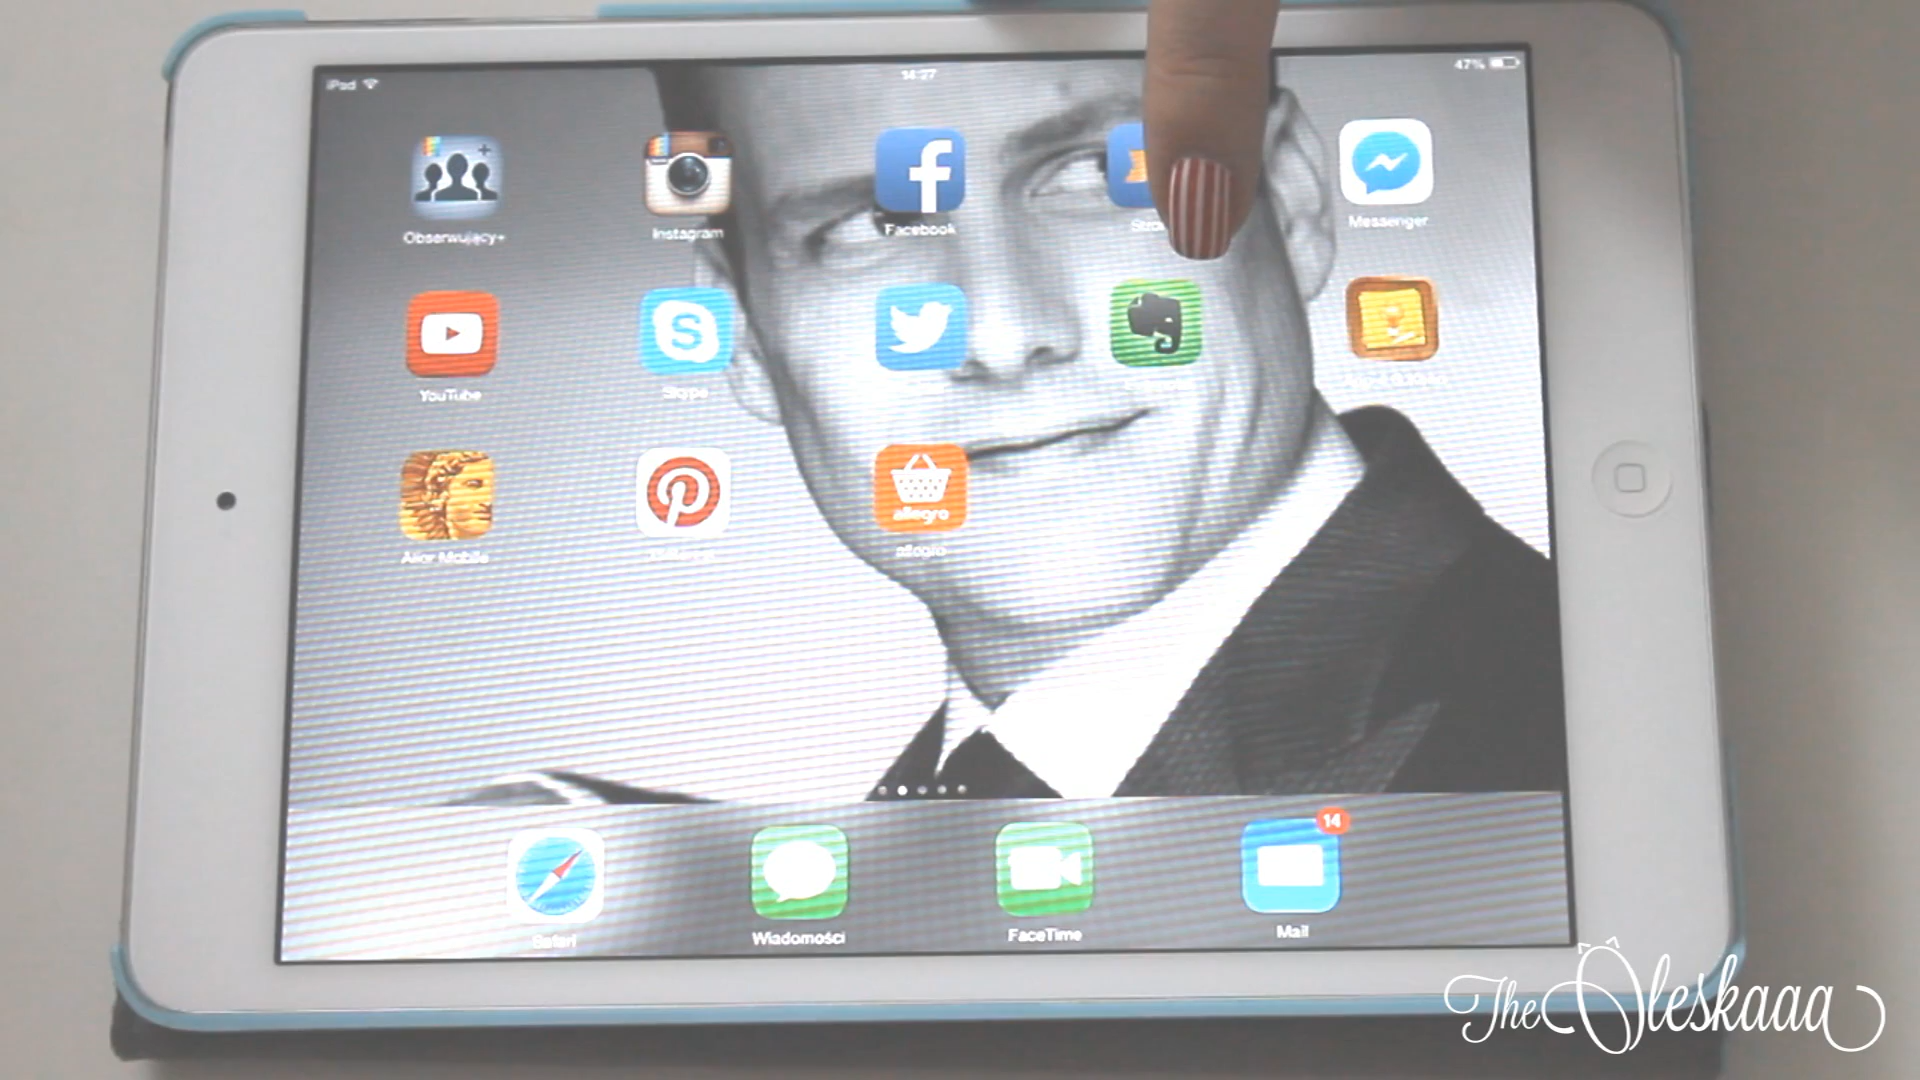 iPad 14:27 47%
Obserwujący+ Instagram Facebook Messenger
YouTube Skype
Alior Mobile allegro
allegro
14
Safari Wiadomości FaceTime Mail
TheOleskaaa